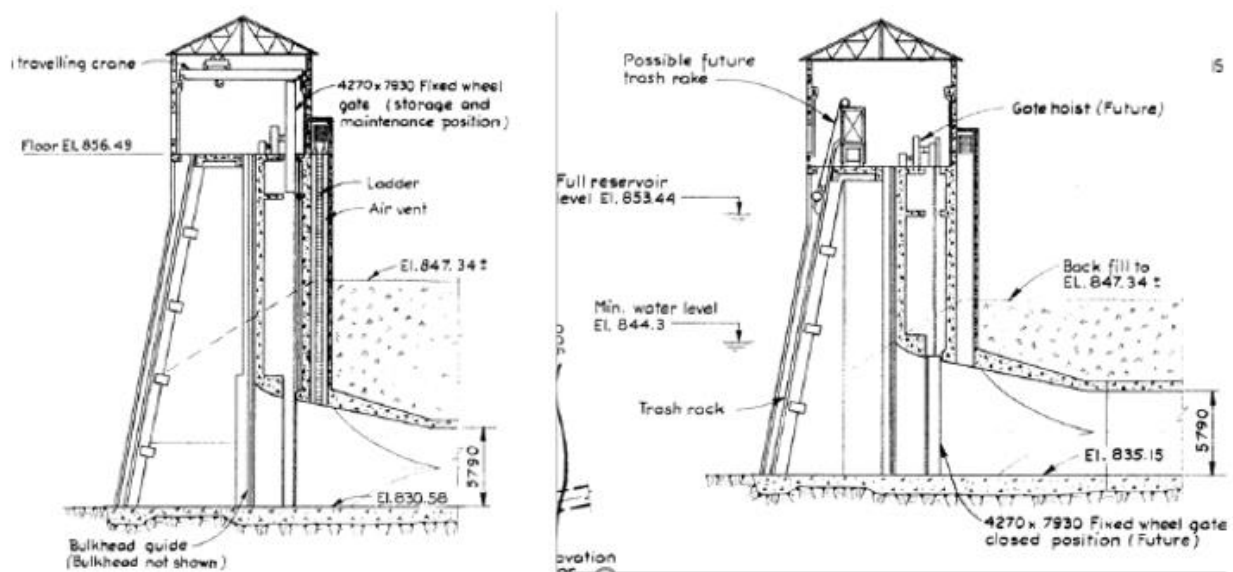 travelling crane
4270 x 7930 Fixed wheel
gate (storage and
maintenance position)
Floor El. 856.49
Ladder
Air vent
El. 847.34 ±
El. 830.58
5790
Bulkhead guide
(Bulkhead not shown)
Possible future
trash rake
15
Gate hoist (Future)
Full reservoir
level El. 853.44
Back fill to
EL. 847.34 ±
Min. water level
El. 844.3
Trash rack
El. 835.15
5790
4270 x 7930 Fixed wheel gate
closed position (Future)